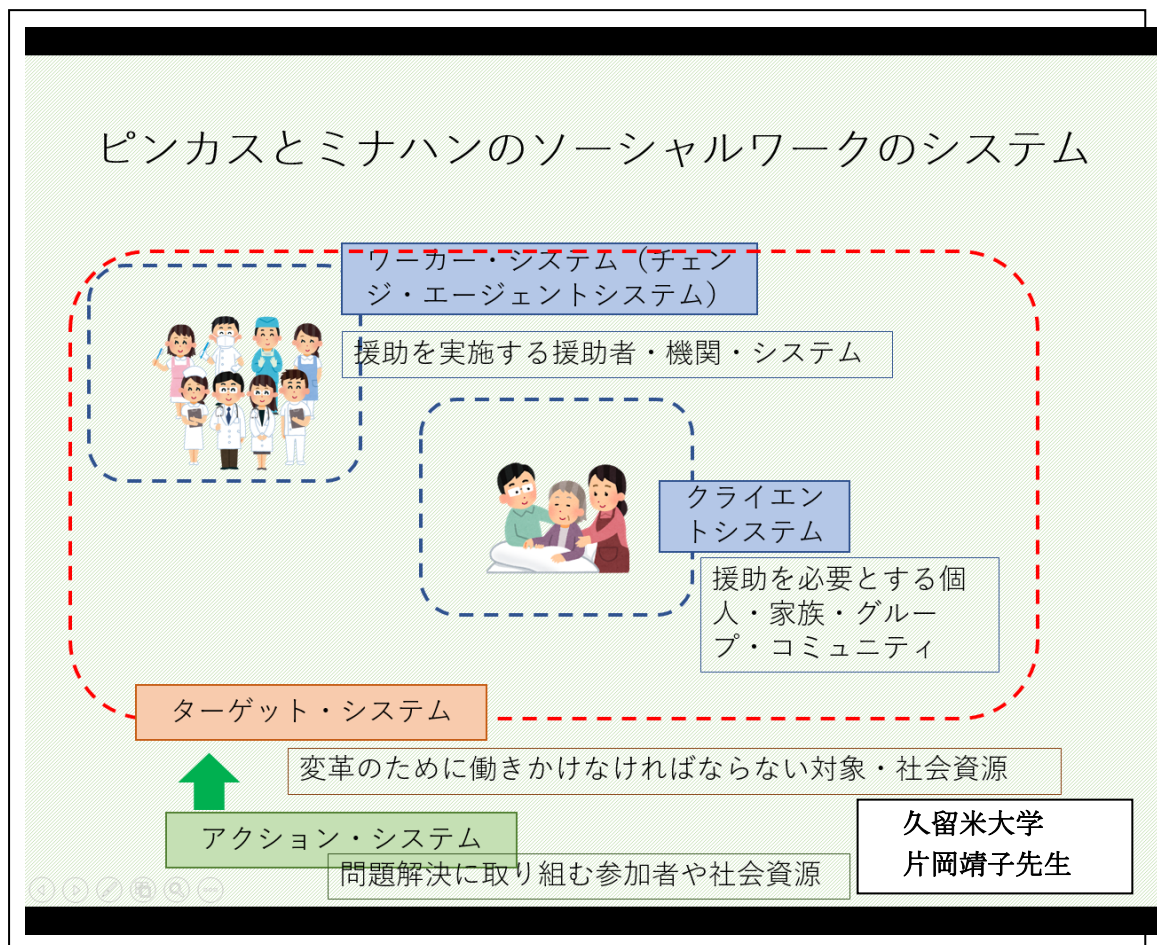 ピンカスとミナハンのソーシャルワークのシステム
ワーカー・システム（チェン
ジ・エージェントシステム）
援助を実施する援助者・機関・システム
クライエン
トシステム
援助を必要とする個
人・家族・グルー
プ・コミュニティ
ターゲット・システム
変革のために働きかけなければならない対象・社会資源
アクション・システム
問題解決に取り組む参加者や社会資源
久留米大学
片岡靖子先生